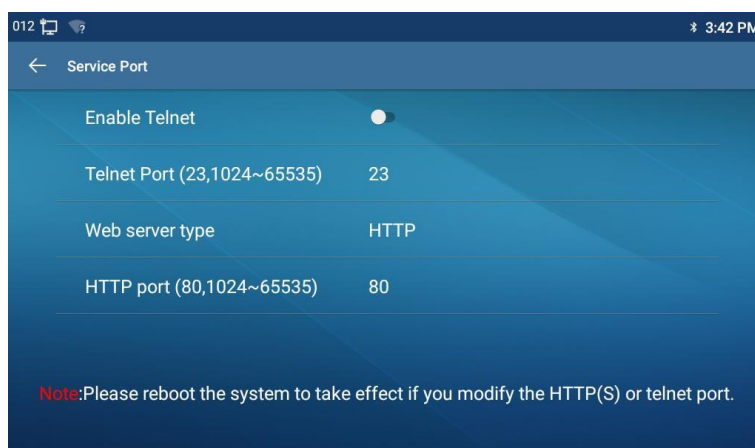 012 3:42 PM
Service Port
Enable Telnet
Telnet Port (23,1024~65535) 23
Web server type HTTP
HTTP port (80,1024~65535) 80
Note:Please reboot the system to take effect if you modify the HTTP(S) or telnet port.